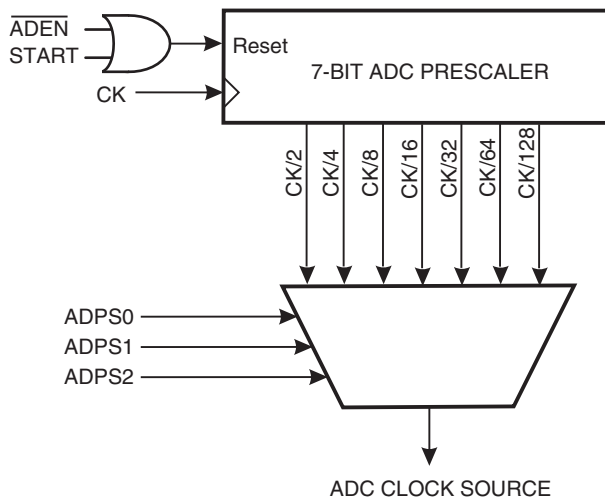 ADEN
START
Reset
CK
7-BIT ADC PRESCALER
CK/2
CK/4
CK/8
CK/16
CK/32
CK/64
CK/128
ADPS0
ADPS1
ADPS2
ADC CLOCK SOURCE